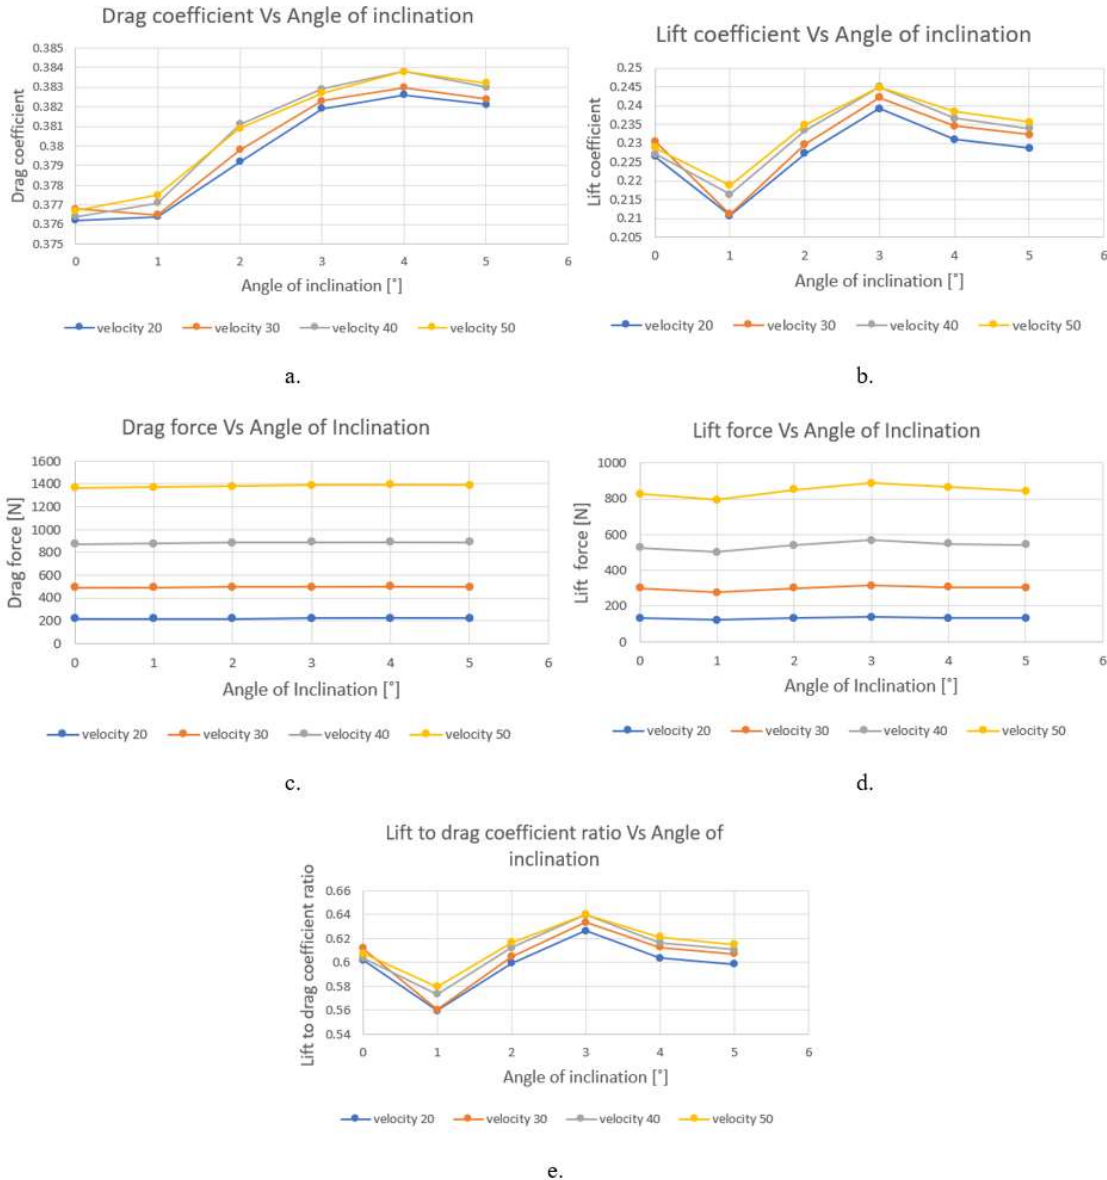 Drag coefficient Vs Angle of inclination
0.385
0.384
0.383
0.382
0.381
0.38
0.379
0.378
0.377
0.376
0.375
Drag coefficient
0 1 2 3 4 5 6
Angle of inclination [°]
velocity 20 velocity 30 velocity 40 velocity 50
a.
Lift coefficient Vs Angle of inclination
0.25
0.245
0.24
0.235
0.23
0.225
0.22
0.215
0.21
0.205
Lift coefficient
0 1 2 3 4 5 6
Angle of inclination [°]
velocity 20 velocity 30 velocity 40 velocity 50
b.
Drag force Vs Angle of Inclination
1600
1400
1200
1000
800
600
400
200
0
Drag force [N]
0 1 2 3 4 5 6
Angle of Inclination [°]
velocity 20 velocity 30 velocity 40 velocity 50
c.
Lift force Vs Angle of Inclination
1000
800
600
400
200
0
Lift force [N]
0 1 2 3 4 5 6
Angle of Inclination [°]
velocity 20 velocity 30 velocity 40 velocity 50
d.
Lift to drag coefficient ratio Vs Angle of
inclination
0.66
0.64
0.62
0.6
0.58
0.56
0.54
Lift to drag coefficient ratio
0 1 2 3 4 5 6
Angle of inclination [°]
velocity 20 velocity 30 velocity 40 velocity 50
e.